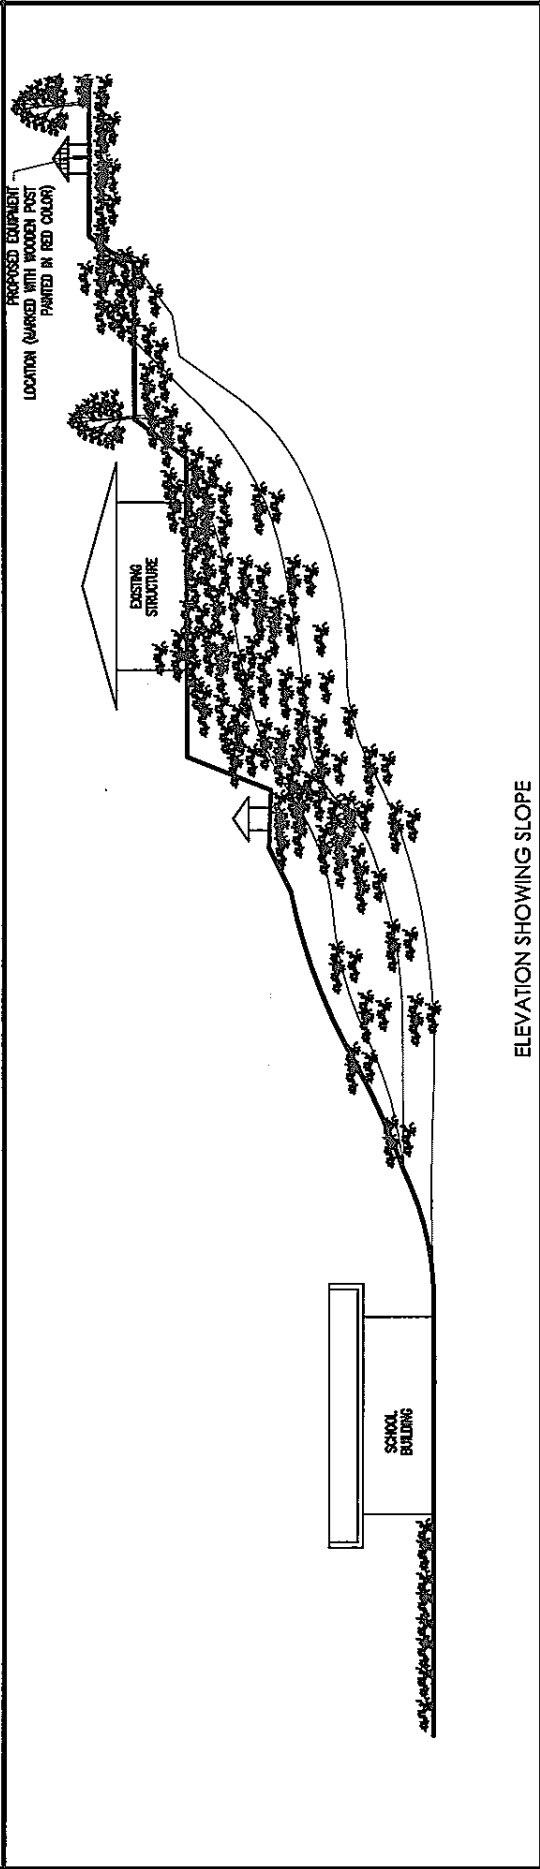 PROPOSED EQUIPMENT
LOCATION (MARKED WITH WOODEN POST
PAINTED IN RED COLOR)
EXISTING
STRUCTURE
SCHOOL
BUILDING
ELEVATION SHOWING SLOPE